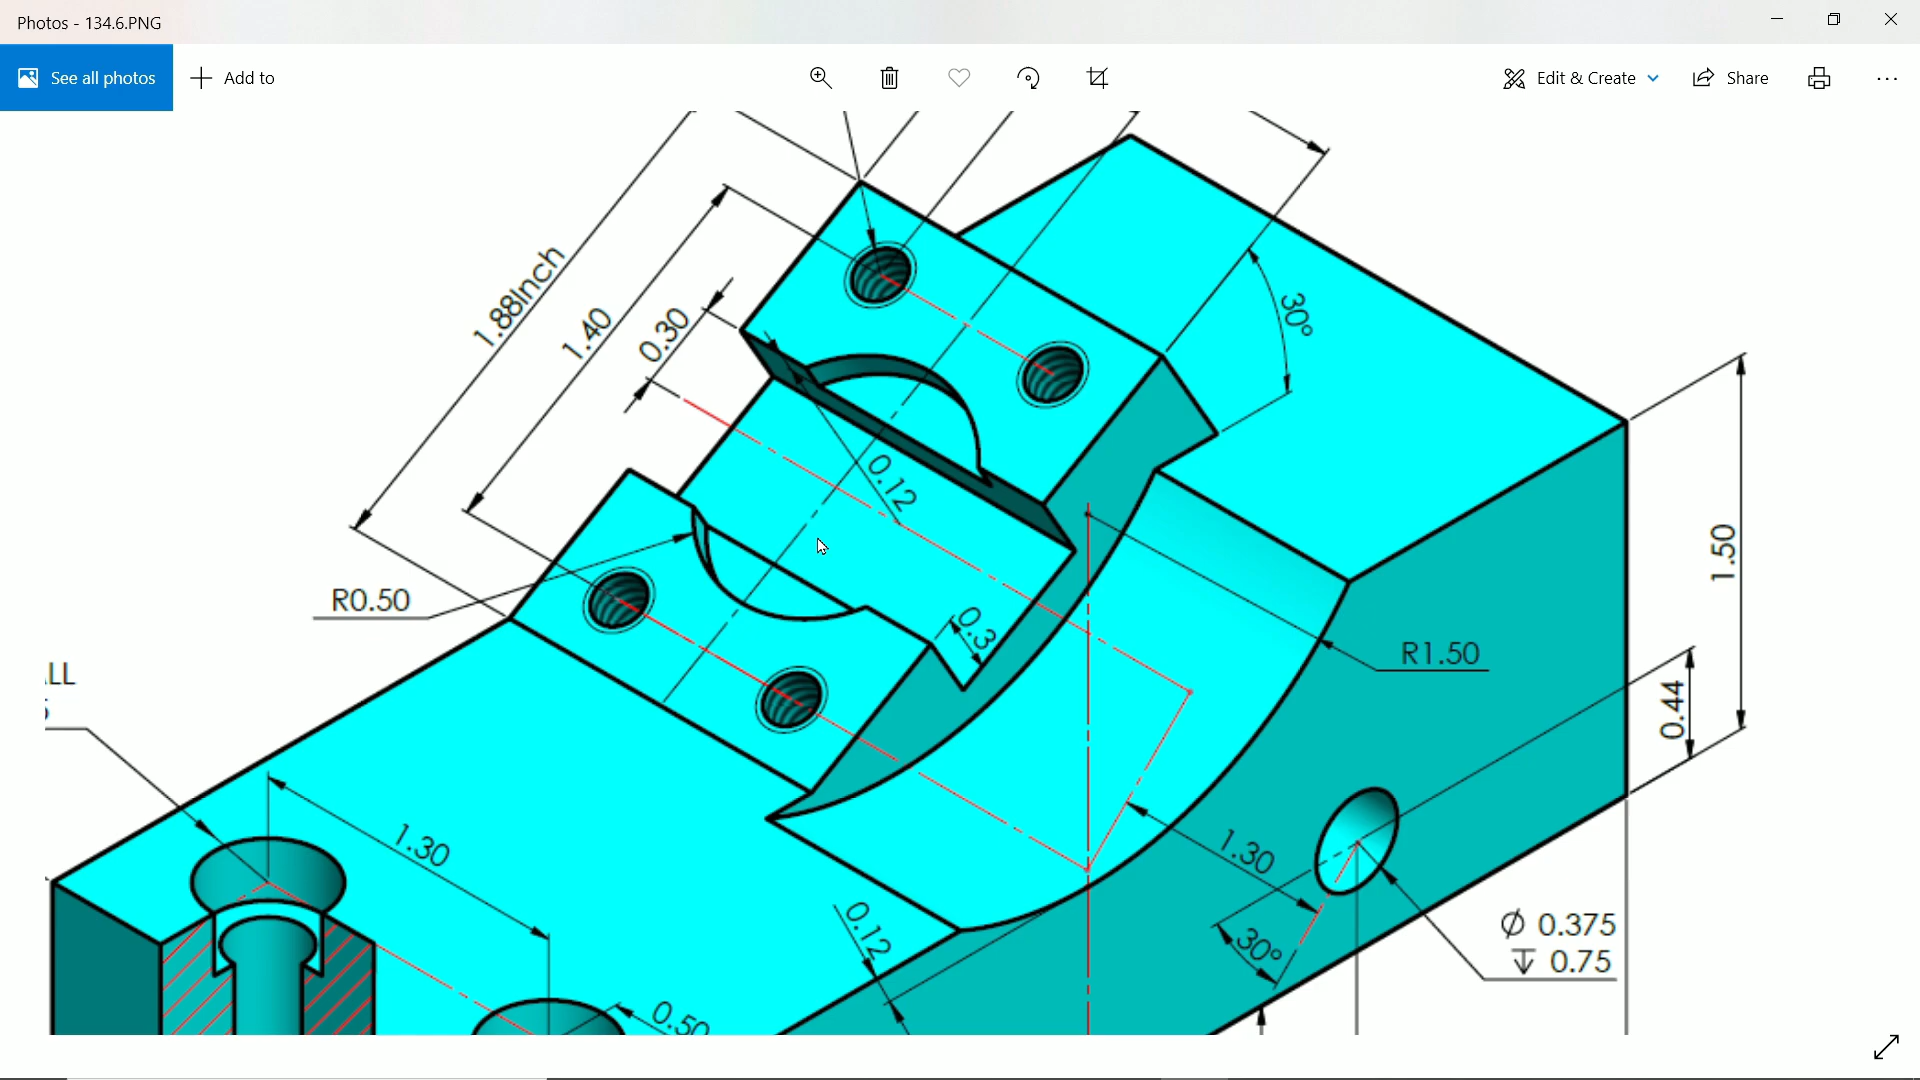 Photos - 134.6.PNG
See all photos
Add to
Edit & Create
Share
1.88Inch
1.40
0.30
30°
0.12
R0.50
0.3
1.50
R1.50
0.44
LL
1.30
1.30
0.12
30°
Ø 0.375
↧ 0.75
0.50